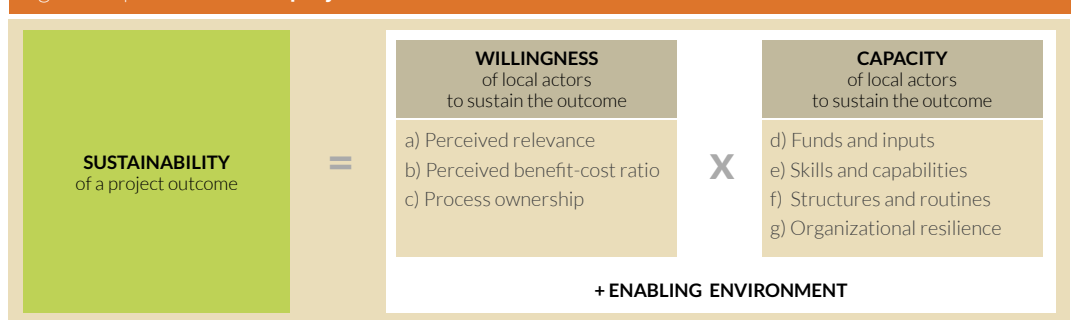 SUSTAINABILITY
of a project outcome
=
WILLINGNESS
of local actors
to sustain the outcome
a) Perceived relevance
b) Perceived benefit-cost ratio
c) Process ownership
x
CAPACITY
of local actors
to sustain the outcome
d) Funds and inputs
e) Skills and capabilities
f) Structures and routines
g) Organizational resilience
+ ENABLING ENVIRONMENT